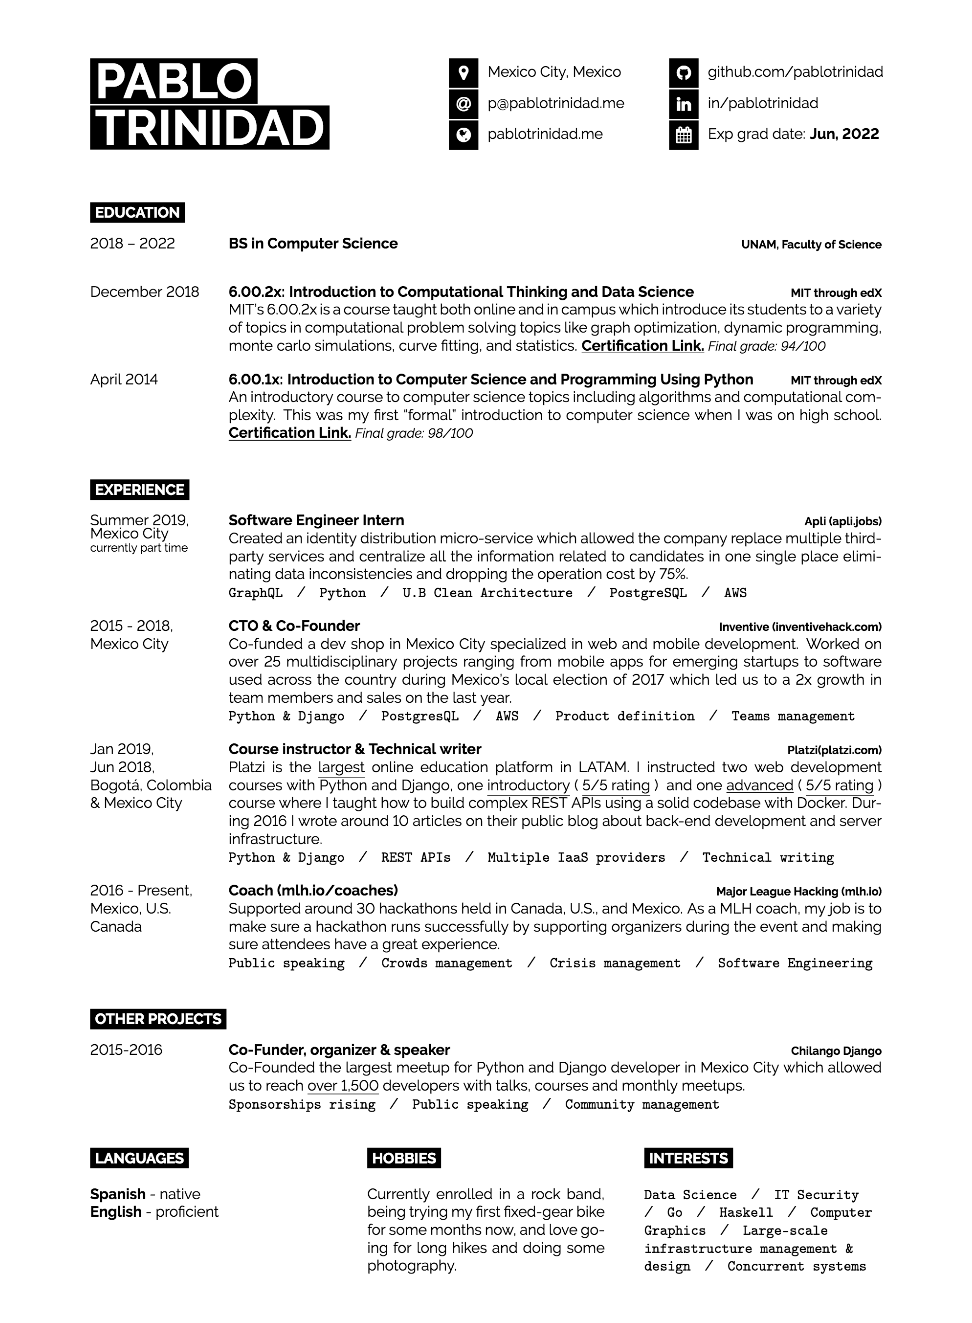 PABLO
TRINIDAD
Mexico City, Mexico
p@pablotrinidad.me
pablotrinidad.me
github.com/pablotrinidad
in/pablotrinidad
Exp grad date: Jun, 2022
EDUCATION
2018 – 2022 BS in Computer Science UNAM, Faculty of Science
December 2018 6.00.2x: Introduction to Computational Thinking and Data Science MIT through edX
MIT's 6.00.2x is a course taught both online and in campus which introduce its students to a variety
of topics in computational problem solving topics like graph optimization, dynamic programming,
monte carlo simulations, curve fitting, and statistics. Certification Link. Final grade: 94/100
April 2014 6.00.1x: Introduction to Computer Science and Programming Using Python MIT through edX
An introductory course to computer science topics including algorithms and computational com-
plexity. This was my first "formal" introduction to computer science when I was on high school.
Certification Link. Final grade: 98/100
EXPERIENCE
Summer 2019,
Mexico City
currently part time
Software Engineer Intern Apli (apli.jobs)
Created an identity distribution micro-service which allowed the company replace multiple third-
party services and centralize all the information related to candidates in one single place elimi-
nating data inconsistencies and dropping the operation cost by 75%.
GraphQL / Python / U.B Clean Architecture / PostgreSQL / AWS
2015 - 2018,
Mexico City
CTO & Co-Founder Inventive (inventivehack.com)
Co-funded a dev shop in Mexico City specialized in web and mobile development. Worked on
over 25 multidisciplinary projects ranging from mobile apps for emerging startups to software
used across the country during Mexico's local election of 2017 which led us to a 2x growth in
team members and sales on the last year.
Python & Django / PostgresQL / AWS / Product definition / Teams management
Jan 2019,
Jun 2018,
Bogotá, Colombia
& Mexico City
Course instructor & Technical writer Platzi(platzi.com)
Platzi is the largest online education platform in LATAM. I instructed two web development
courses with Python and Django, one introductory ( 5/5 rating ) and one advanced ( 5/5 rating )
course where I taught how to build complex REST APIs using a solid codebase with Docker. Dur-
ing 2016 I wrote around 10 articles on their public blog about back-end development and server
infrastructure.
Python & Django / REST APIs / Multiple IaaS providers / Technical writing
2016 - Present,
Mexico, U.S.
Canada
Coach (mlh.io/coaches) Major League Hacking (mlh.io)
Supported around 30 hackathons held in Canada, U.S., and Mexico. As a MLH coach, my job is to
make sure a hackathon runs successfully by supporting organizers during the event and making
sure attendees have a great experience.
Public speaking / Crowds management / Crisis management / Software Engineering
OTHER PROJECTS
2015-2016 Co-Funder, organizer & speaker Chilango Django
Co-Founded the largest meetup for Python and Django developer in Mexico City which allowed
us to reach over 1,500 developers with talks, courses and monthly meetups.
Sponsorships rising / Public speaking / Community management
LANGUAGES
Spanish - native
English - proficient
HOBBIES
Currently enrolled in a rock band,
being trying my first fixed-gear bike
for some months now, and love go-
ing for long hikes and doing some
photography.
INTERESTS
Data Science / IT Security
/ Go / Haskell / Computer
Graphics / Large-scale
infrastructure management &
design / Concurrent systems